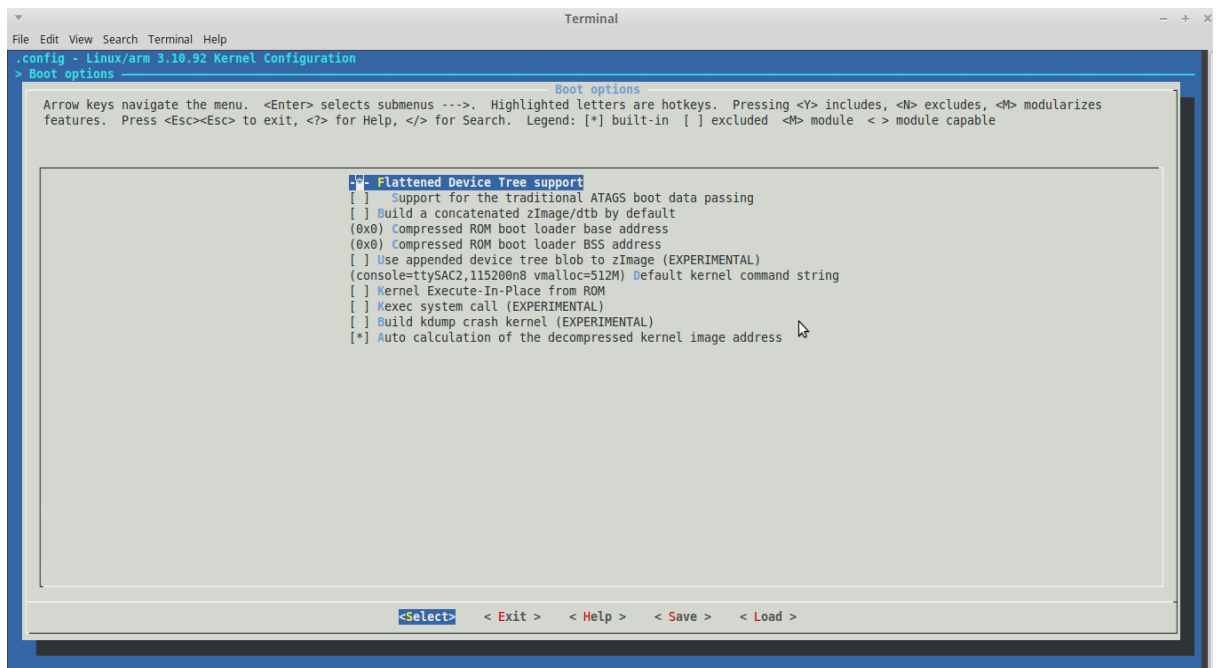 Terminal
File Edit View Search Terminal Help
.config - Linux/arm 3.10.92 Kernel Configuration
> Boot options
Boot options
Arrow keys navigate the menu. <Enter> selects submenus --->. Highlighted letters are hotkeys. Pressing <Y> includes, <N> excludes, <M> modularizes
features. Press <Esc><Esc> to exit, <?> for Help, </> for Search. Legend: [*] built-in [ ] excluded <M> module < > module capable
-*- Flattened Device Tree support
[ ] Support for the traditional ATAGS boot data passing
[ ] Build a concatenated zImage/dtb by default
(0x0) Compressed ROM boot loader base address
(0x0) Compressed ROM boot loader BSS address
[ ] Use appended device tree blob to zImage (EXPERIMENTAL)
(console=ttySAC2,115200n8 vmalloc=512M) Default kernel command string
[ ] Kernel Execute-In-Place from ROM
[ ] Kexec system call (EXPERIMENTAL)
[ ] Build kdump crash kernel (EXPERIMENTAL)
[*] Auto calculation of the decompressed kernel image address
<Select> < Exit > < Help > < Save > < Load >